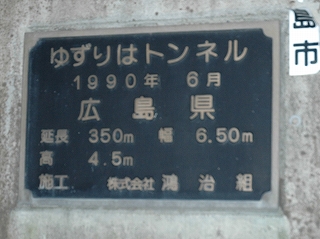 ゆずりはトンネル
1990年 6月
広島県
延長 350m 幅 6.50m
高 4.5m
施工 株式会社 鴻治組
島市